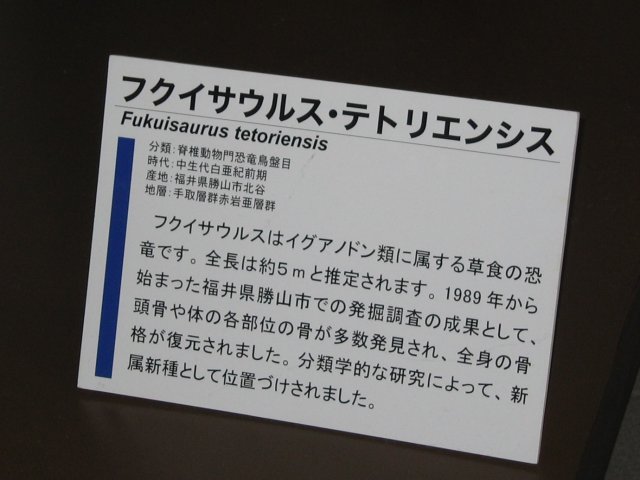 フクイサウルス・テトリエンシス
Fukuisaurus tetoriensis
分類：脊椎動物門恐竜鳥盤目
時代：中生代白亜紀前期
産地：福井県勝山市北谷
地層：手取層群赤岩亜層群
フクイサウルスはイグアノドン類に属する草食の恐
竜です。全長は約５ｍと推定されます。1989年から
始まった福井県勝山市での発掘調査の成果として、
頭骨や体の各部位の骨が多数発見され、全身の骨
格が復元されました。分類学的な研究によって、新
属新種として位置づけされました。